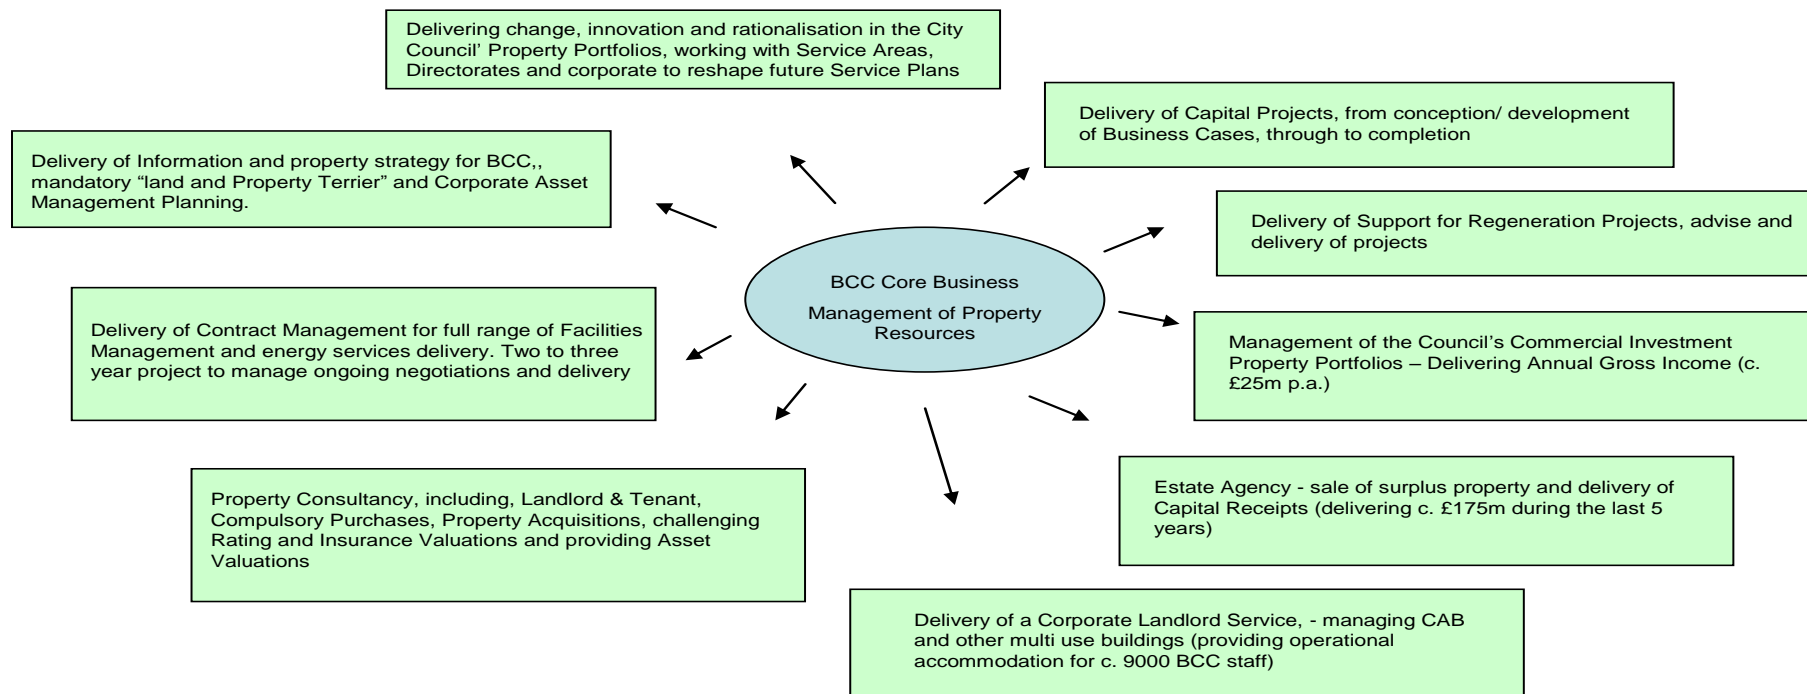 Delivering change, innovation and rationalisation in the City
Council’ Property Portfolios, working with Service Areas,
Directorates and corporate to reshape future Service Plans
Delivery of Capital Projects, from conception/ development
of Business Cases, through to completion
Delivery of Information and property strategy for BCC,,
mandatory “land and Property Terrier” and Corporate Asset
Management Planning.
Delivery of Support for Regeneration Projects, advise and
delivery of projects
BCC Core Business
Management of Property
Resources
Delivery of Contract Management for full range of Facilities
Management and energy services delivery. Two to three
year project to manage ongoing negotiations and delivery
Management of the Council’s Commercial Investment
Property Portfolios – Delivering Annual Gross Income (c.
£25m p.a.)
Property Consultancy, including, Landlord & Tenant,
Compulsory Purchases, Property Acquisitions, challenging
Rating and Insurance Valuations and providing Asset
Valuations
Estate Agency - sale of surplus property and delivery of
Capital Receipts (delivering c. £175m during the last 5
years)
Delivery of a Corporate Landlord Service, - managing CAB
and other multi use buildings (providing operational
accommodation for c. 9000 BCC staff)